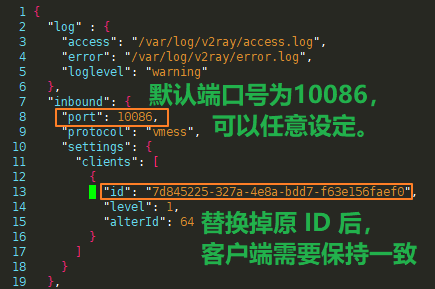 1 {
2 "log" : {
3 "access": "/var/log/v2ray/access.log",
4 "error": "/var/log/v2ray/error.log",
5 "loglevel": "warning
6 },
7 "inbound": {
默认端口号为10086，
8 "port": 10086,
可以任意设定。
9 "protocol": "vmess",
10 "settings": {
11 "clients": [
12 {
13 "id": "7d845225-327a-4e8a-bdd7-f63e156faef0",
14 "level": 1,
替换掉原 ID 后，
15 "alterId": 64
16 }
客户端需要保持一致
17 ]
18 }
19 },